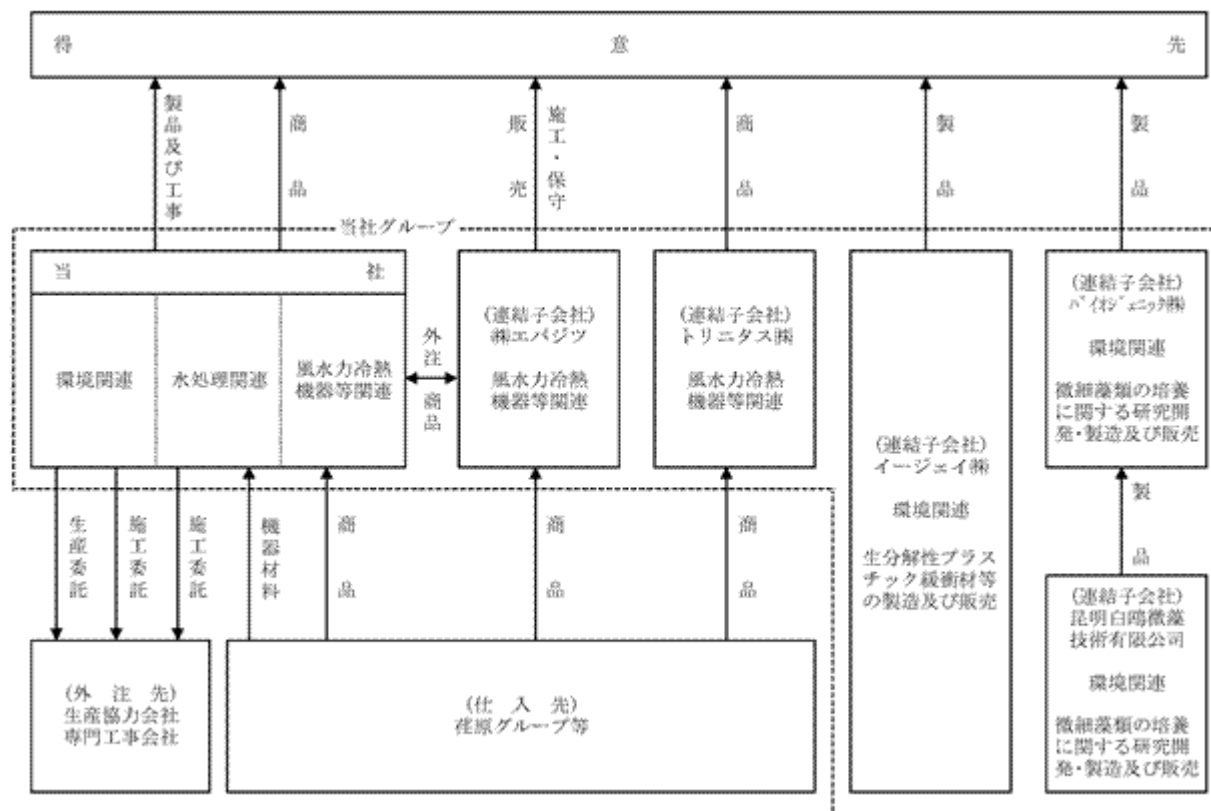 得意先
製品及び工事
商品
販売
施工・保守
商品
製品
製品
当社グループ
当社
環境関連
水処理関連
風水力冷熱
機器等関連
外注
商品
(連結子会社)
㈱エバジツ
風水力冷熱
機器等関連
(連結子会社)
トリニタス㈱
風水力冷熱
機器等関連
(連結子会社)
イージェイ㈱
環境関連
生分解性プラス
チック緩衝材等
の製造及び販売
(連結子会社)
バイオジェニック㈱
環境関連
微細藻類の培養
に関する研究開
発・製造及び販売
製品
生産委託
施工委託
施工委託
機器材料
商品
商品
商品
(外注先)
生産協力会社
専門工事会社
(仕入先)
荏原グループ等
(連結子会社)
昆明白鴎微藻
技術有限公司
環境関連
微細藻類の培養
に関する研究開
発・製造及び販売